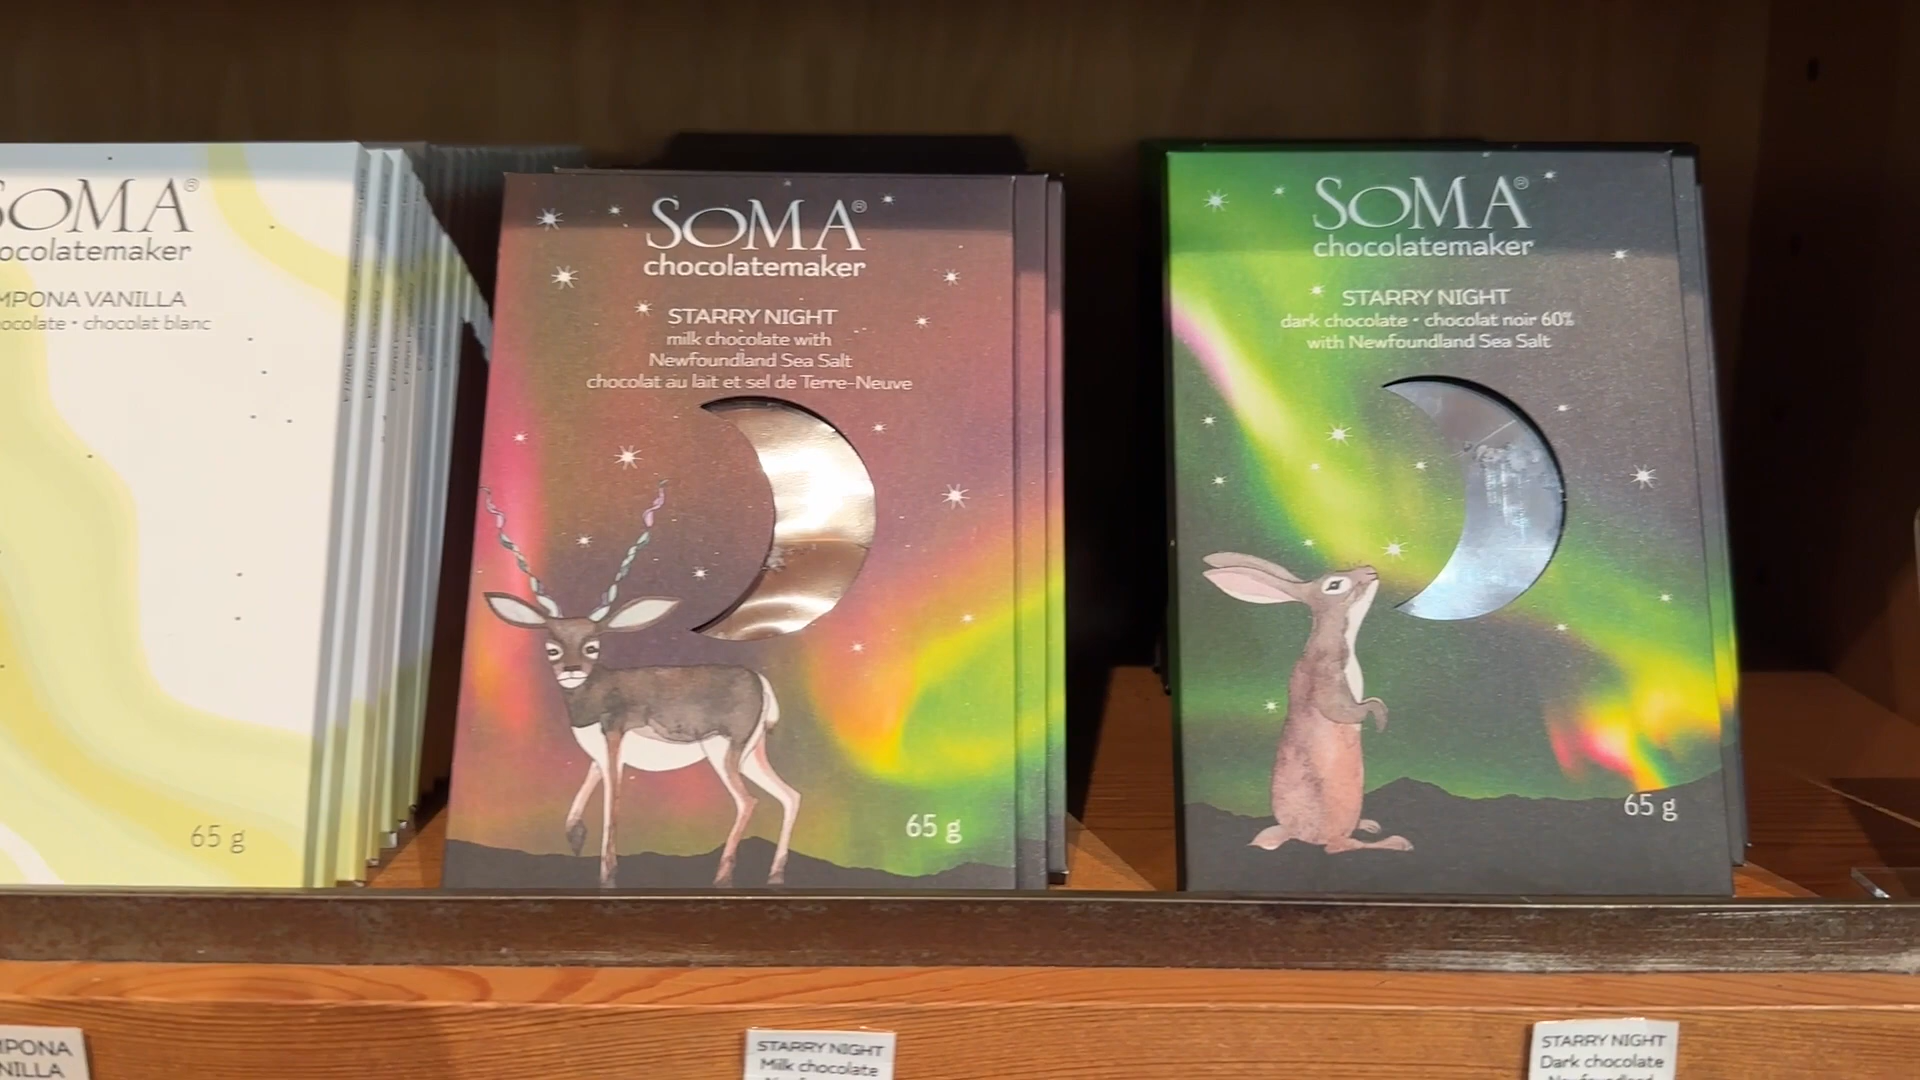 SOMA®
ocolatemaker
MPONA VANILLA
ocolate • chocolat blanc
65 g
SOMA®
chocolatemaker
STARRY NIGHT
milk chocolate with
Newfoundland Sea Salt
chocolat au lait et sel de Terre-Neuve
65 g
SOMA®
chocolatemaker
STARRY NIGHT
dark chocolate • chocolat noir 60%
with Newfoundland Sea Salt
65 g
MPONA
NILLA
STARRY NIGHT
Milk chocolate
STARRY NIGHT
Dark chocolate
Newfoundland